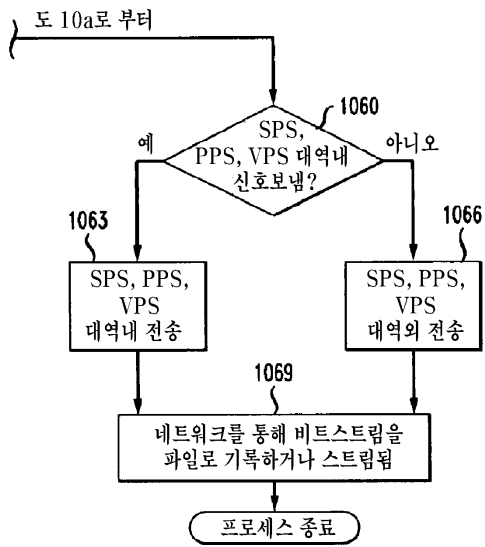 도 10a로 부터
1060
SPS,
PPS, VPS 대역내
신호보냄?
예
아니오
1063
SPS, PPS,
VPS
대역내 전송
1066
SPS, PPS,
VPS
대역외 전송
1069
네트워크를 통해 비트스트림을
파일로 기록하거나 스트림됨
프로세스 종료